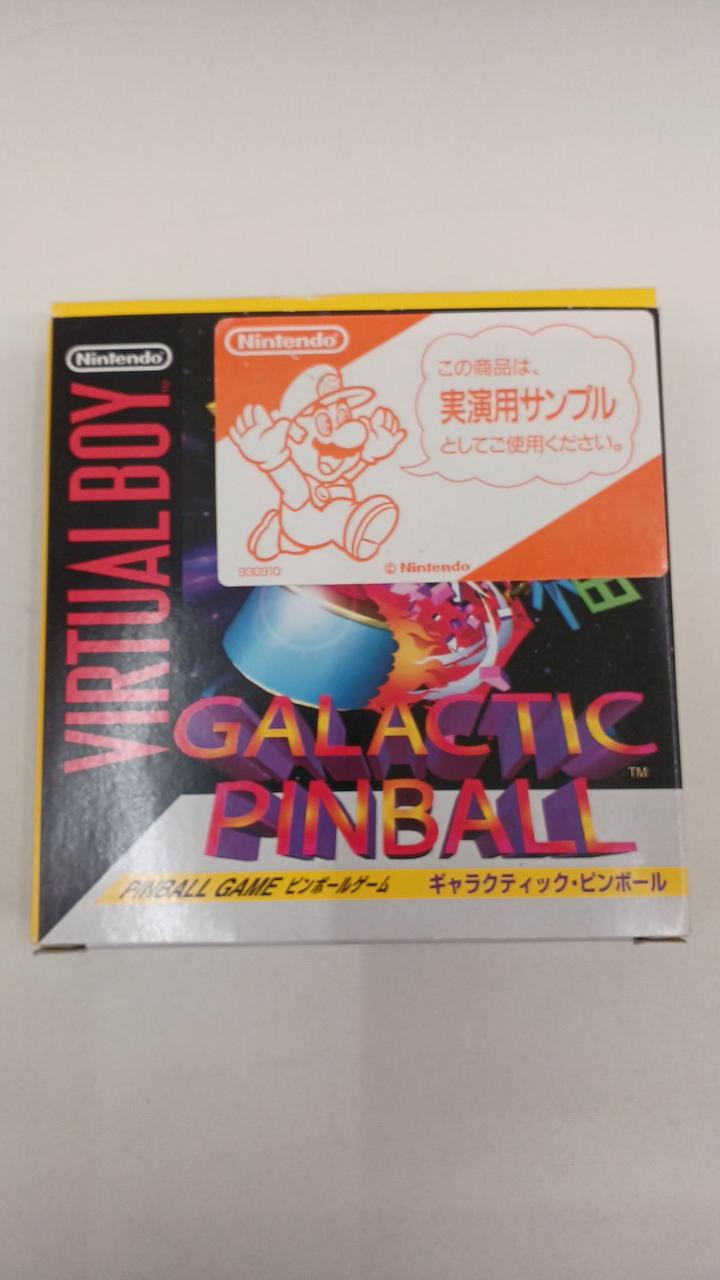 Nintendo
VIRTUAL BOY
TM
Nintendo
この商品は、
実演用サンプル
としてご使用ください。
930910
© Nintendo
GALACTIC
PINBALL
TM
PINBALL GAME ピンボールゲーム
ギャラクティック・ピンボール